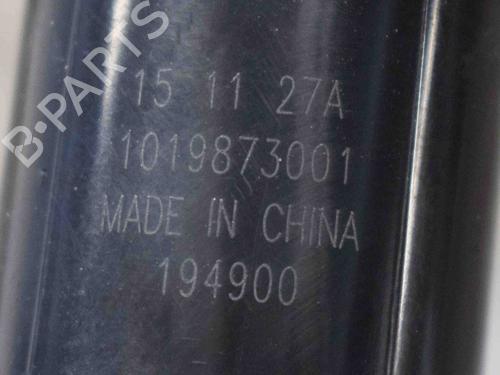 15 11 27A
1019873001
MADE IN CHINA
194900
B-PARTS